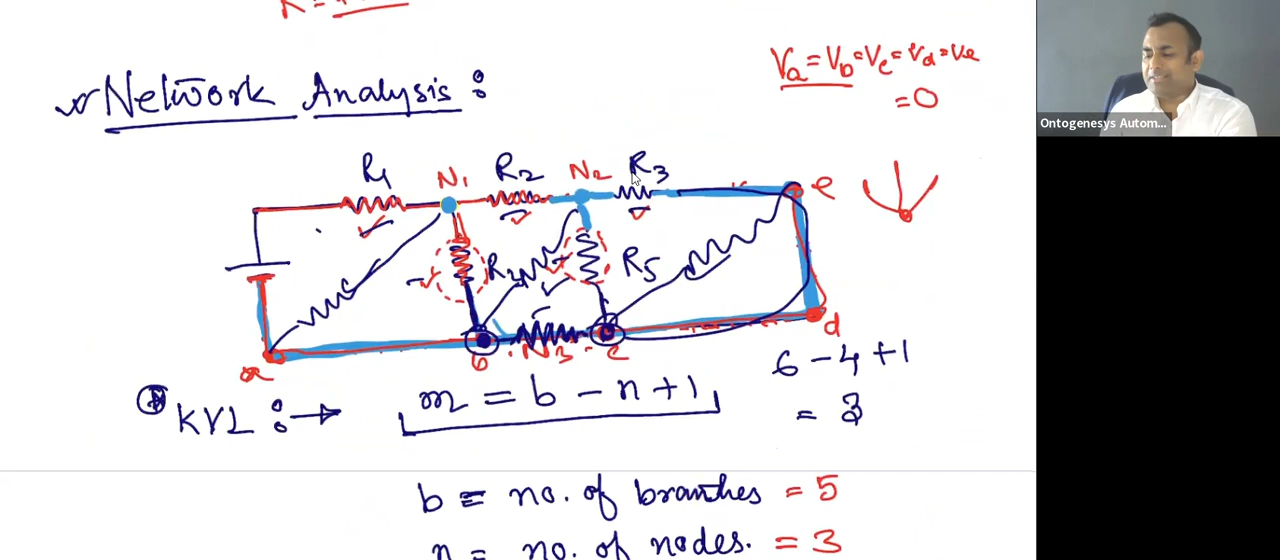 Va = Vb = Vc = Vd = Ve
= 0
Network Analysis :
Ontogenesys Autom...
R1
N1
R2
N2
R3
e
R5
d
a
b
N3
c
6 - 4 + 1
= 3
KVL : →
m = b - n + 1
b = no. of branches = 5
n = no. of nodes. = 3